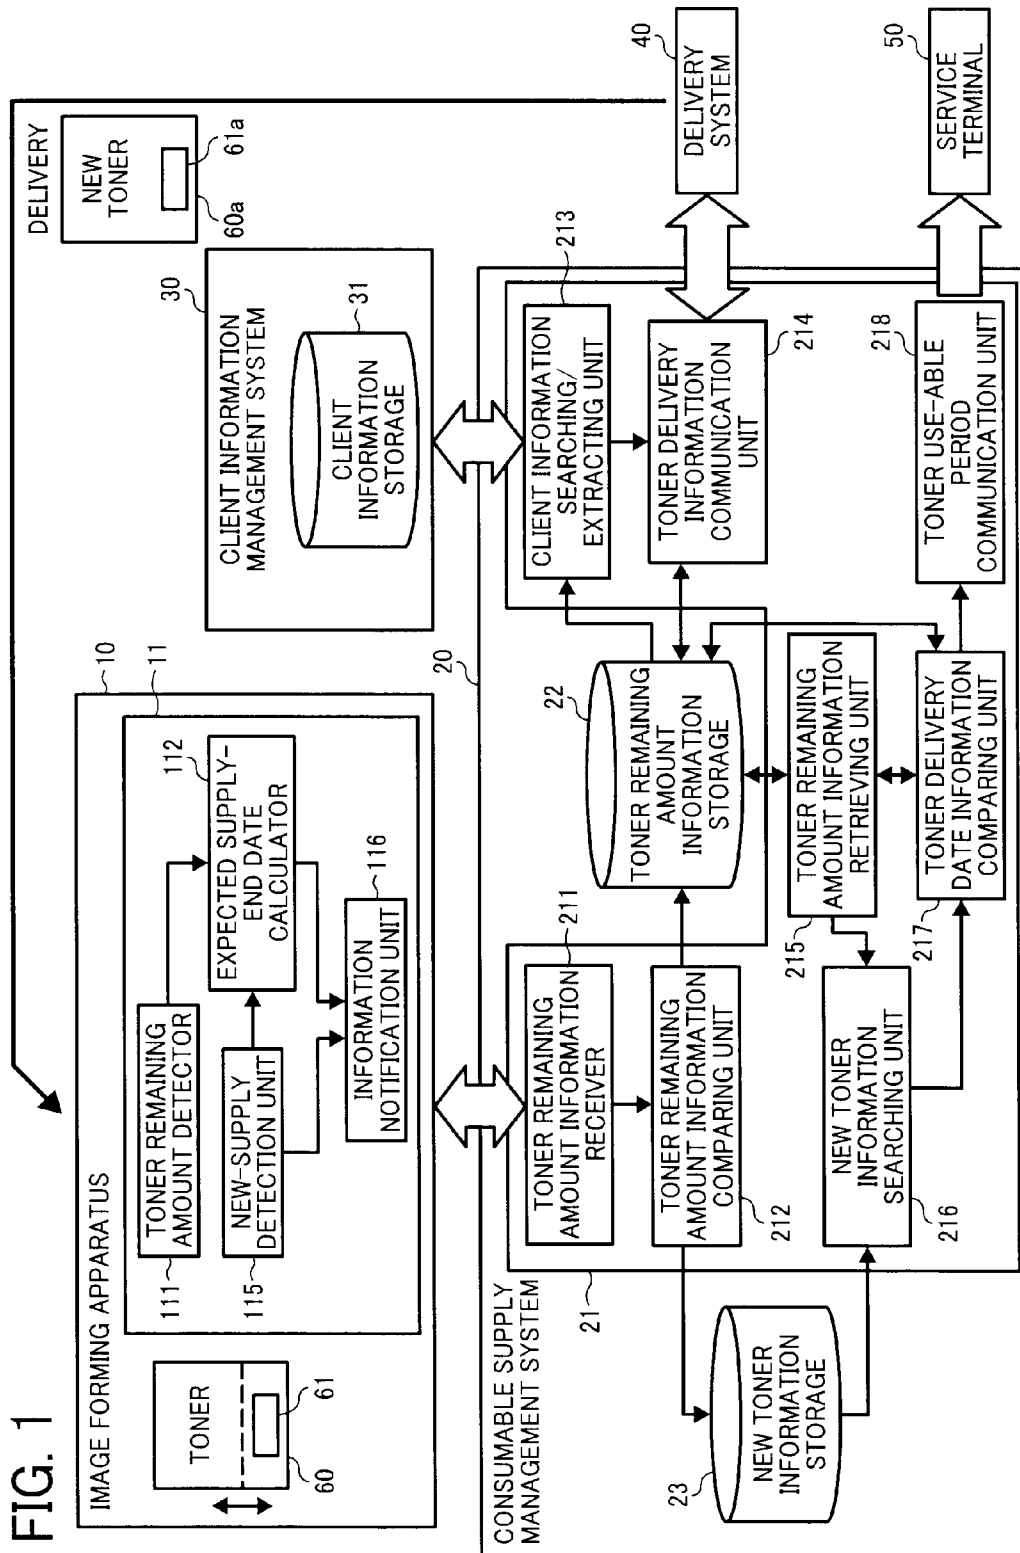 FIG. 1
IMAGE FORMING APPARATUS
10
11
TONER
60
61
TONER REMAINING
AMOUNT DETECTOR
111
NEW-SUPPLY
DETECTION UNIT
115
EXPECTED SUPPLY-
END DATE
CALCULATOR
112
INFORMATION
NOTIFICATION UNIT
116
CLIENT INFORMATION
MANAGEMENT SYSTEM
30
CLIENT
INFORMATION
STORAGE
31
DELIVERY
NEW
TONER
60a
61a
CONSUMABLE SUPPLY
MANAGEMENT SYSTEM
20
21
TONER REMAINING
AMOUNT INFORMATION
RECEIVER
211
TONER REMAINING
AMOUNT INFORMATION
COMPARING UNIT
212
TONER REMAINING
AMOUNT
INFORMATION
STORAGE
22
CLIENT INFORMATION
SEARCHING/
EXTRACTING UNIT
213
TONER DELIVERY
INFORMATION
COMMUNICATION
UNIT
214
DELIVERY
SYSTEM
40
NEW TONER
INFORMATION
STORAGE
23
NEW TONER
INFORMATION
SEARCHING UNIT
216
TONER REMAINING
AMOUNT INFORMATION
RETRIEVING UNIT
215
TONER DELIVERY
DATE INFORMATION
COMPARING UNIT
217
TONER USE-ABLE
PERIOD
COMMUNICATION UNIT
218
SERVICE
TERMINAL
50